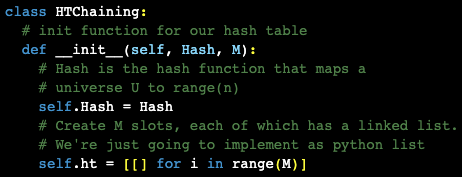 class HTChaining:
# init function for our hash table
def __init__(self, Hash, M):
# Hash is the hash function that maps a
# universe U to range(n)
self.Hash = Hash
# Create M slots, each of which has a linked list.
# We're just going to implement as python list
self.ht = [[] for i in range(M)]